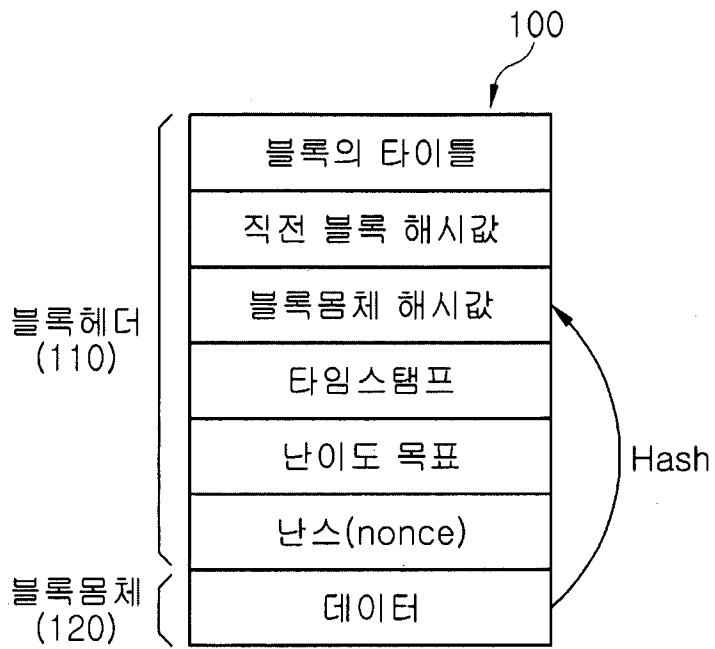 100
블록의 타이틀
직전 블록 해시값
블록몸체 해시값
타임스탬프
난이도 목표
난스(nonce)
데이터
블록헤더
(110)
블록몸체
(120)
Hash